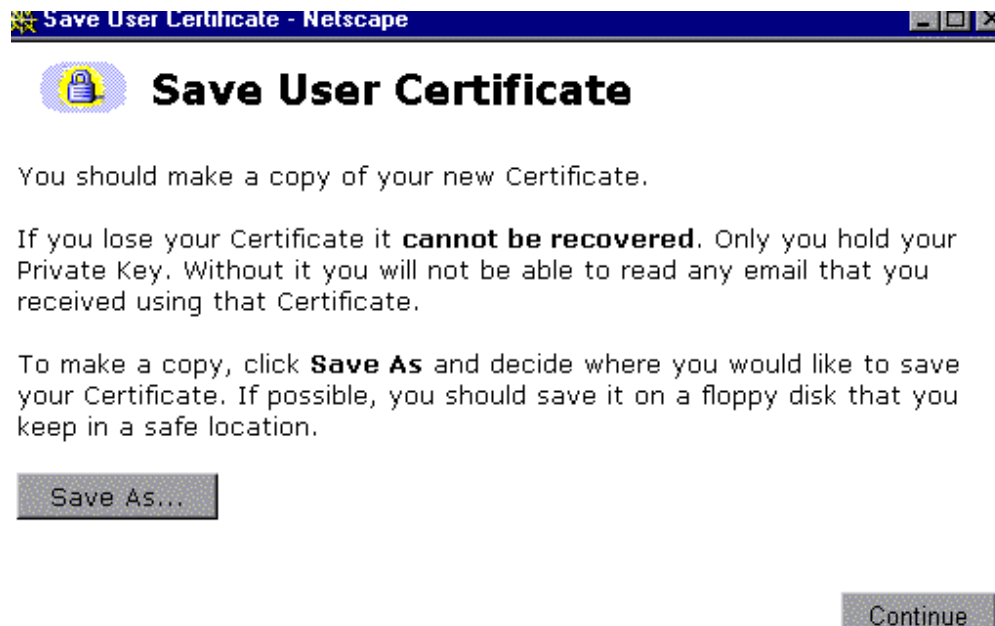 Save User Certificate - Netscape
Save User Certificate
You should make a copy of your new Certificate.
If you lose your Certificate it cannot be recovered. Only you hold your
Private Key. Without it you will not be able to read any email that you
received using that Certificate.
To make a copy, click Save As and decide where you would like to save
your Certificate. If possible, you should save it on a floppy disk that you
keep in a safe location.
Save As...
Continue